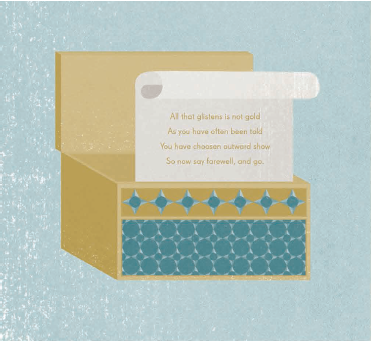 All that glistens is not gold
As you have often been told
You have choosen outward show
So now say farewell, and go.